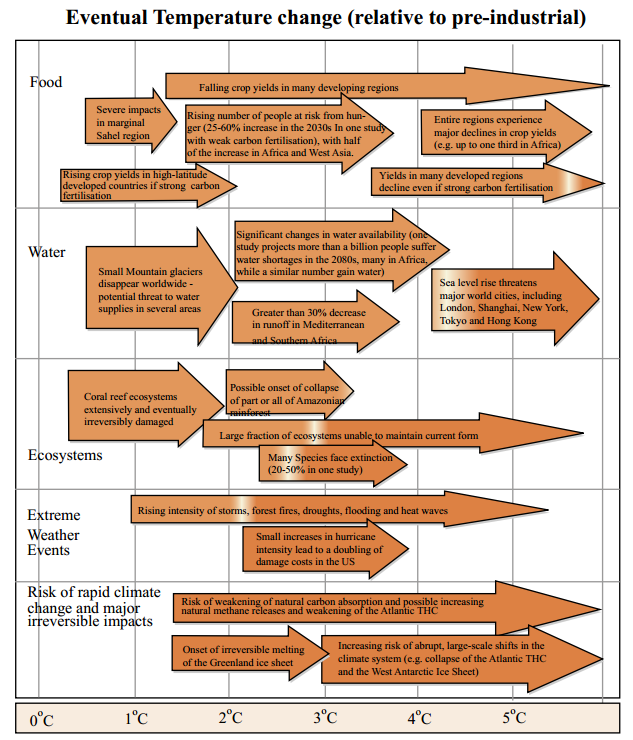 Eventual Temperature change (relative to pre-industrial)
Food
Falling crop yields in many developing regions
Severe impacts
in marginal
Sahel region
Rising number of people at risk from hun-
ger (25-60% increase in the 2030s In one study
with weak carbon fertilisation), with half
of the increase in Africa and West Asia.
Entire regions experience
major declines in crop yields
(e.g. up to one third in Africa)
Rising crop yields in high-latitude
developed countries if strong carbon
fertilisation
Yields in many developed regions
decline even if strong carbon fertilisation
Water
Small Mountain glaciers
disappear worldwide -
potential threat to water
supplies in several areas
Significant changes in water availability (one
study projects more than a billion people suffer
water shortages in the 2080s, many in Africa,
while a similar number gain water)
Greater than 30% decrease
in runoff in Mediterranean
and Southern Africa
Sea level rise threatens
major world cities, including
London, Shanghai, New York,
Tokyo and Hong Kong
Ecosystems
Coral reef ecosystems
extensively and eventually
irreversibly damaged
Possible onset of collapse
of part or all of Amazonian
rainforest
Large fraction of ecosystems unable to maintain current form
Many Species face extinction
(20-50% in one study)
Extreme
Weather
Events
Rising intensity of storms, forest fires, droughts, flooding and heat waves
Small increases in hurricane
intensity lead to a doubling of
damage costs in the US
Risk of rapid climate
change and major
irreversible impacts
Risk of weakening of natural carbon absorption and possible increasing
natural methane releases and weakening of the Atlantic THC
Onset of irreversible melting
of the Greenland ice sheet
Increasing risk of abrupt, large-scale shifts in the
climate system (e.g. collapse of the Atlantic THC
and the West Antarctic Ice Sheet)
0°C 1°C 2°C 3°C 4°C 5°C